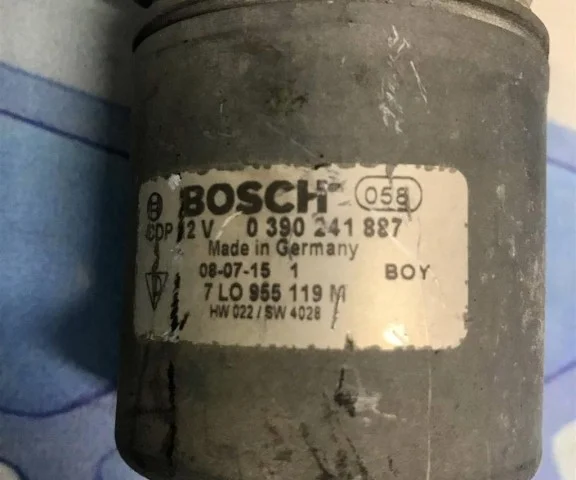 BOSCH 058
CDP 12 V 0 390 241 887
Made in Germany
08-07-15 1 BOY
7 L0 955 119 M
HW 022 / SW 4028